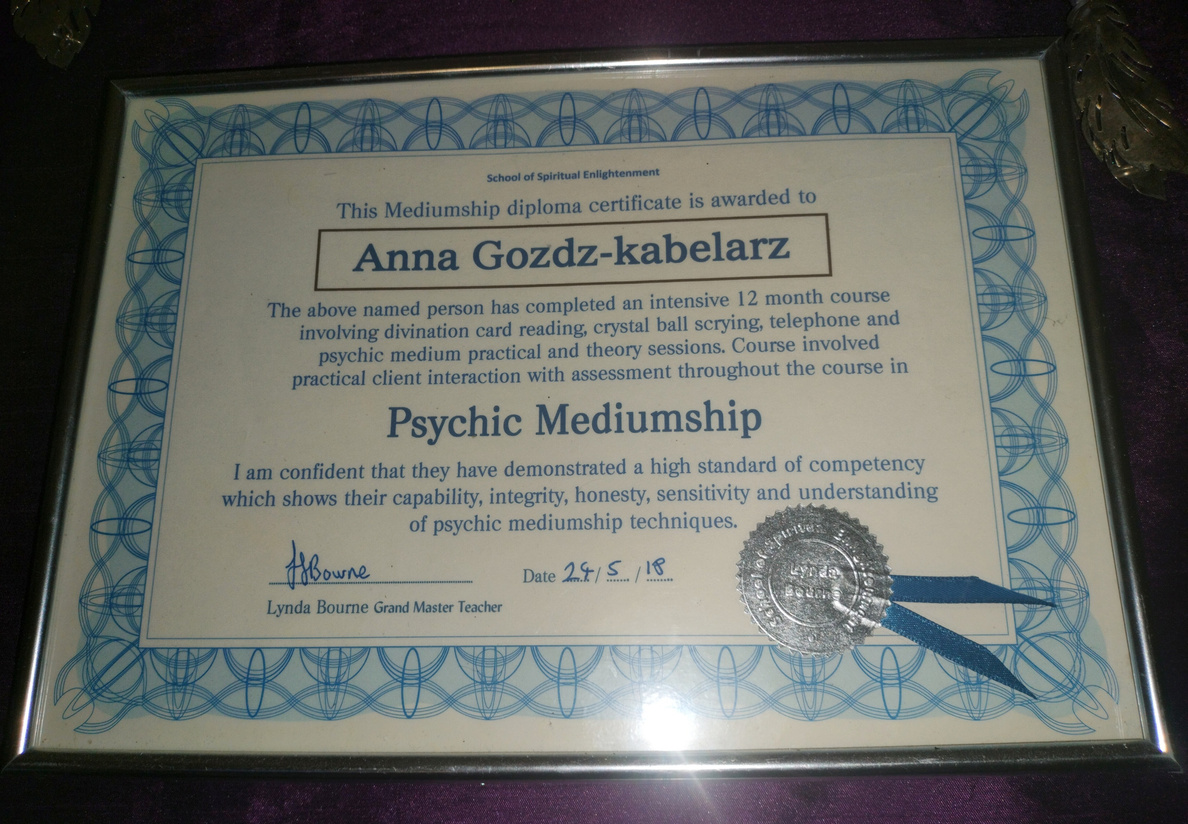 School of Spiritual Enlightenment
This Mediumship diploma certificate is awarded to
Anna Gozdz-kabelarz
The above named person has completed an intensive 12 month course
involving divination card reading, crystal ball scrying, telephone and
psychic medium practical and theory sessions. Course involved
practical client interaction with assessment throughout the course in
Psychic Mediumship
I am confident that they have demonstrated a high standard of competency
which shows their capability, integrity, honesty, sensitivity and understanding
of psychic mediumship techniques.
Bourne
Date 24/5/18
Lynda Bourne Grand Master Teacher
School of Spiritual
Lynda
Bourne